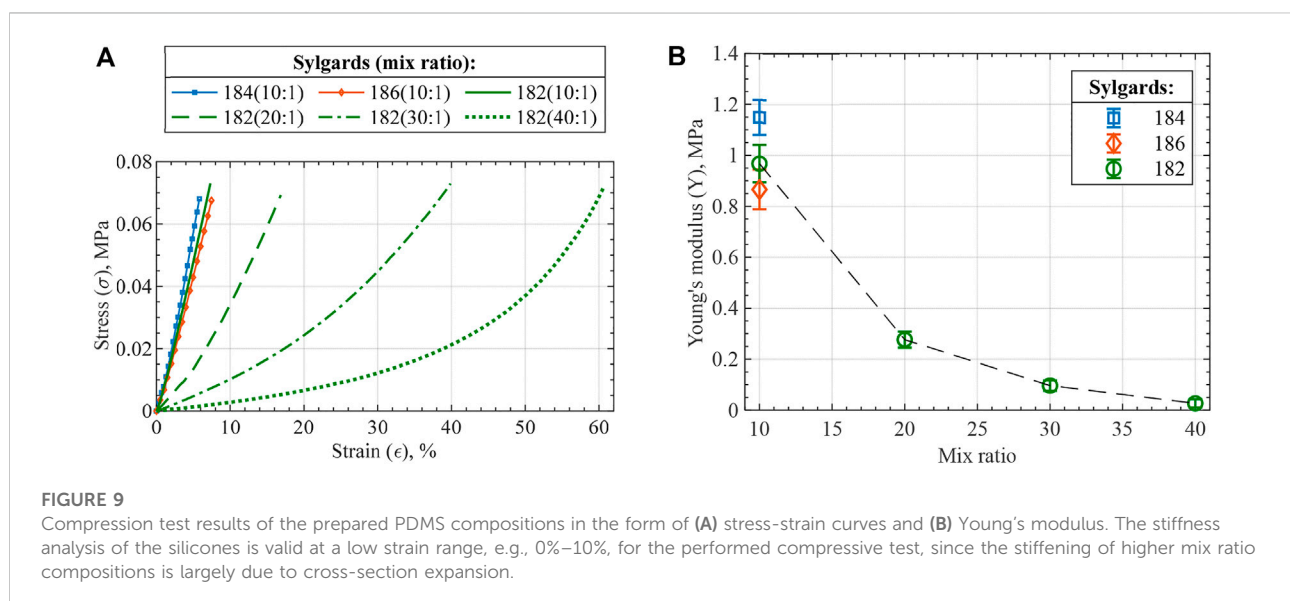 A
Sylgards (mix ratio):
184(10:1) 186(10:1) 182(10:1)
182(20:1) 182(30:1) 182(40:1)
0.08
0.06
0.04
0.02
0
Stress (σ), MPa
0 10 20 30 40 50 60
Strain (ϵ), %
B
1.4
1.2
1
0.8
0.6
0.4
0.2
0
Young's modulus (Y), MPa
Sylgards:
184
186
182
10 15 20 25 30 35 40
Mix ratio
FIGURE 9
Compression test results of the prepared PDMS compositions in the form of (A) stress-strain curves and (B) Young's modulus. The stiffness
analysis of the silicones is valid at a low strain range, e.g., 0%–10%, for the performed compressive test, since the stiffening of higher mix ratio
compositions is largely due to cross-section expansion.